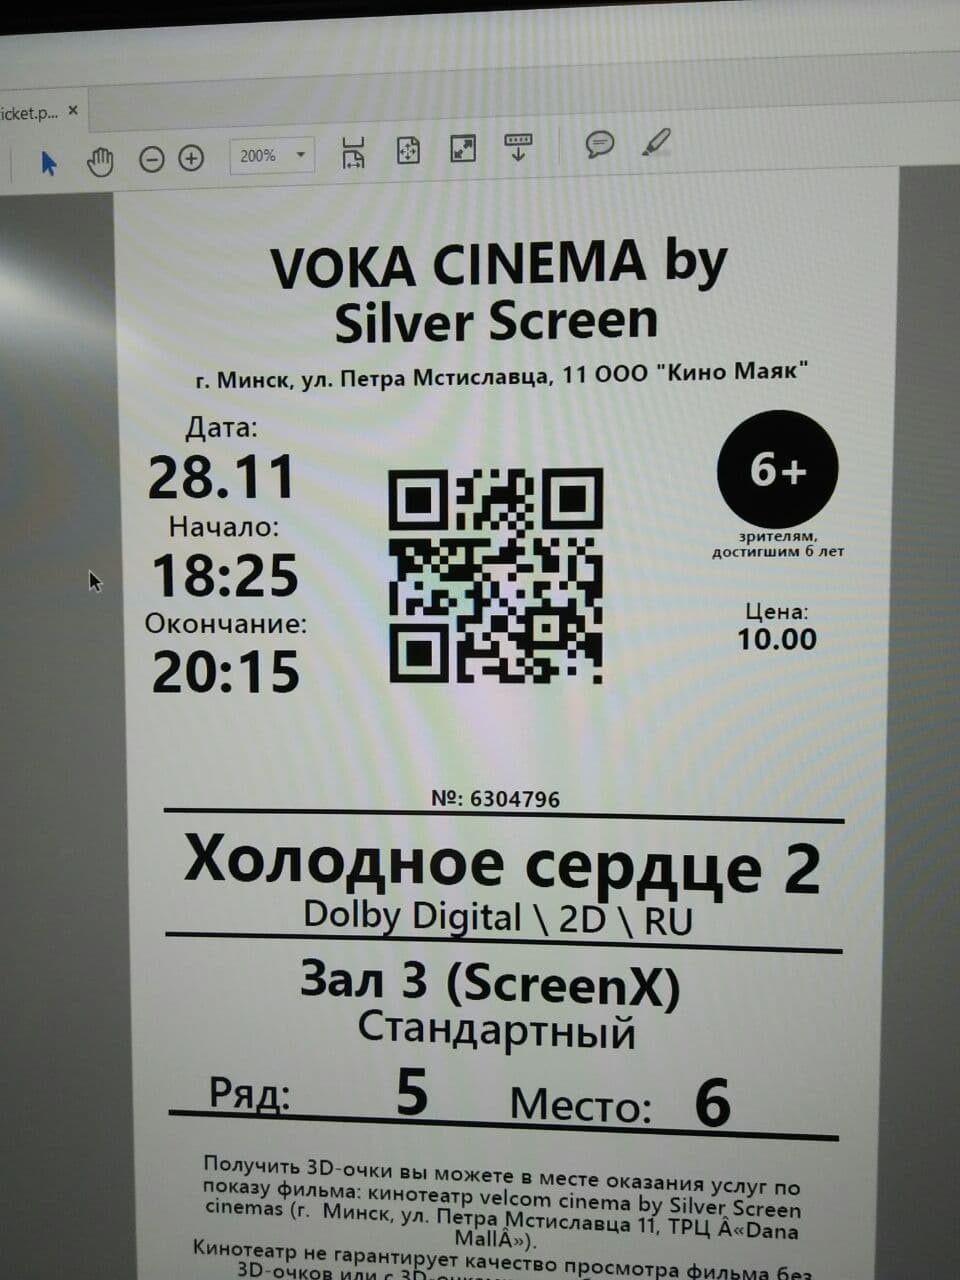 icket.p... ×
200%
VOKA CINEMA by
Silver Screen
г. Минск, ул. Петра Мстиславца, 11 ООО "Кино Маяк"
Дата:
28.11
Начало:
18:25
Окончание:
20:15
6+
зрителям,
достигшим 6 лет
Цена:
10.00
№: 6304796
Холодное сердце 2
Dolby Digital \ 2D \ RU
Зал 3 (ScreenX)
Стандартный
Ряд: 5 Место: 6
Получить 3D-очки вы можете в месте оказания услуг по
показу фильма: кинотеатр velcom cinema by Silver Screen
cinemas (г. Минск, ул. Петра Мстиславца 11, ТРЦ Â«Dana
MallÂ»).
Кинотеатр не гарантирует качество просмотра фильма без
3D-очков или с 3D-